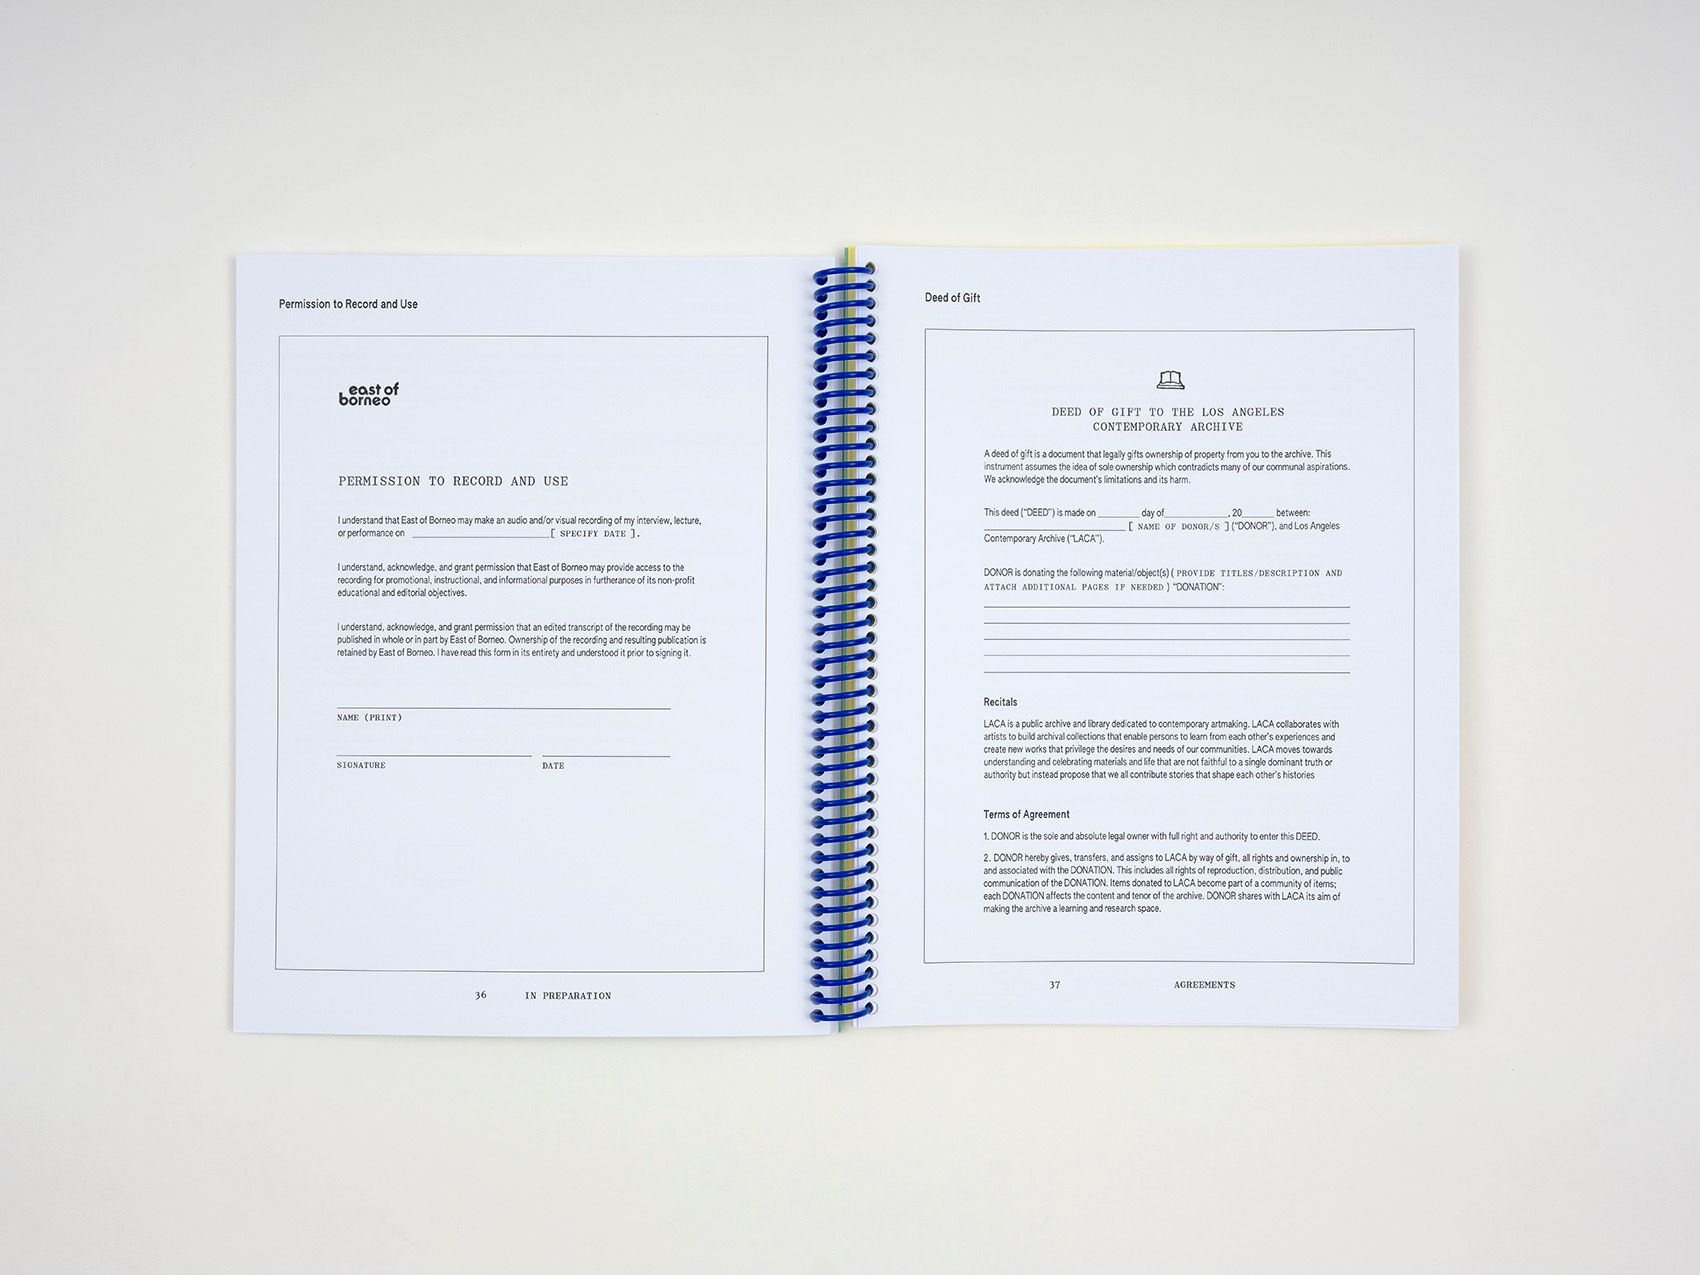 Permission to Record and Use
east of
borneo
PERMISSION TO RECORD AND USE
I understand that East of Borneo may make an audio and/or visual recording of my interview, lecture,
or performance on ____________________[ SPECIFY DATE ].
I understand, acknowledge, and grant permission that East of Borneo may provide access to the
recording for promotional, instructional, and informational purposes in furtherance of its non-profit
educational and editorial objectives.
I understand, acknowledge, and grant permission that an edited transcript of the recording may be
published in whole or in part by East of Borneo. Ownership of the recording and resulting publication is
retained by East of Borneo. I have read this form in its entirety and understood it prior to signing it.
NAME (PRINT)
SIGNATURE DATE
36 IN PREPARATION
Deed of Gift
DEED OF GIFT TO THE LOS ANGELES
CONTEMPORARY ARCHIVE
A deed of gift is a document that legally gifts ownership of property from you to the archive. This
instrument assumes the idea of sole ownership which contradicts many of our communal aspirations.
We acknowledge the document's limitations and its harm.
This deed ("DEED") is made on ________ day of____________, 20______ between:
____________________ [ NAME OF DONOR/S ] ("DONOR"), and Los Angeles
Contemporary Archive ("LACA").
DONOR is donating the following material/object(s) ( PROVIDE TITLES/DESCRIPTION AND
ATTACH ADDITIONAL PAGES IF NEEDED ) "DONATION":
Recitals
LACA is a public archive and library dedicated to contemporary artmaking. LACA collaborates with
artists to build archival collections that enable persons to learn from each other's experiences and
create new works that privilege the desires and needs of our communities. LACA moves towards
understanding and celebrating materials and life that are not faithful to a single dominant truth or
authority but instead propose that we all contribute stories that shape each other's histories
Terms of Agreement
1. DONOR is the sole and absolute legal owner with full right and authority to enter this DEED.
2. DONOR hereby gives, transfers, and assigns to LACA by way of gift, all rights and ownership in, to
and associated with the DONATION. This includes all rights of reproduction, distribution, and public
communication of the DONATION. Items donated to LACA become part of a community of items;
each DONATION affects the content and tenor of the archive. DONOR shares with LACA its aim of
making the archive a learning and research space.
37 AGREEMENTS